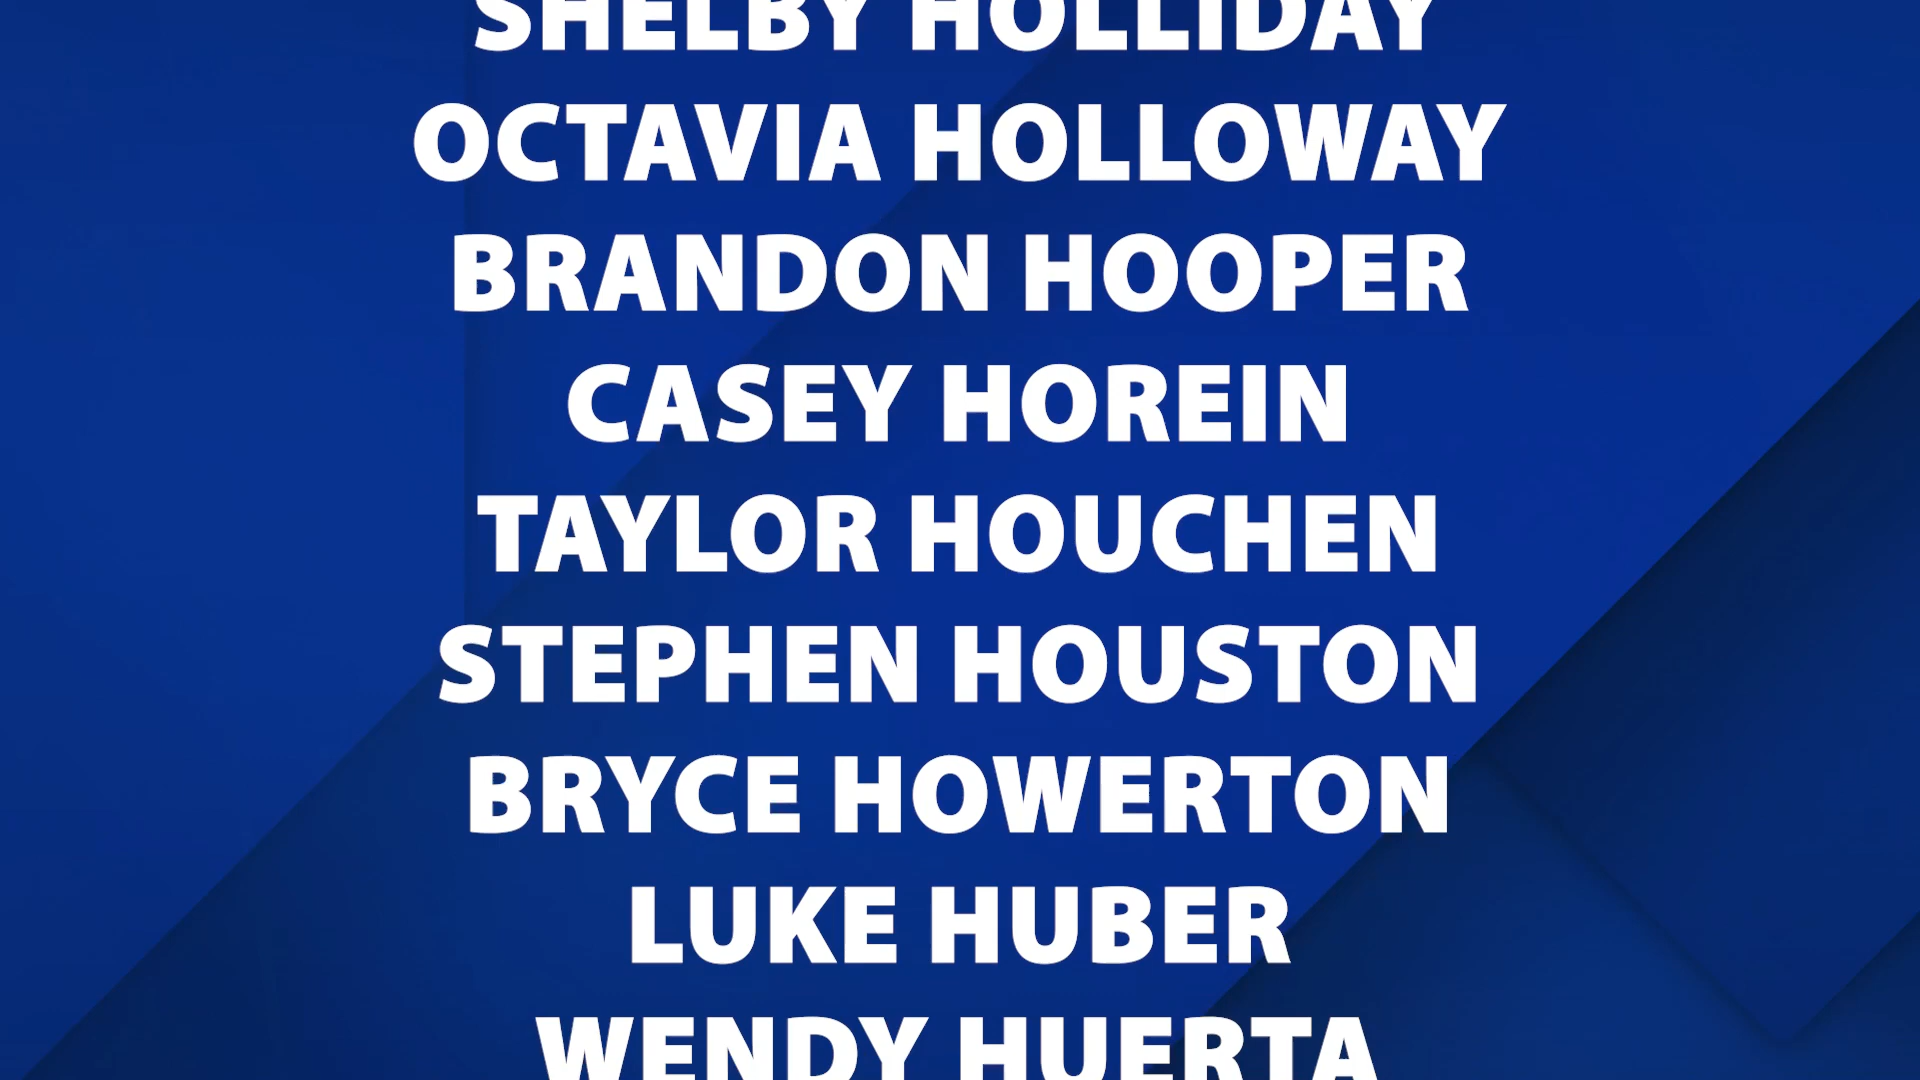 SHELBY HOLLIDAY
OCTAVIA HOLLOWAY
BRANDON HOOPER
CASEY HOREIN
TAYLOR HOUCHEN
STEPHEN HOUSTON
BRYCE HOWERTON
LUKE HUBER
WENDY HUERTA